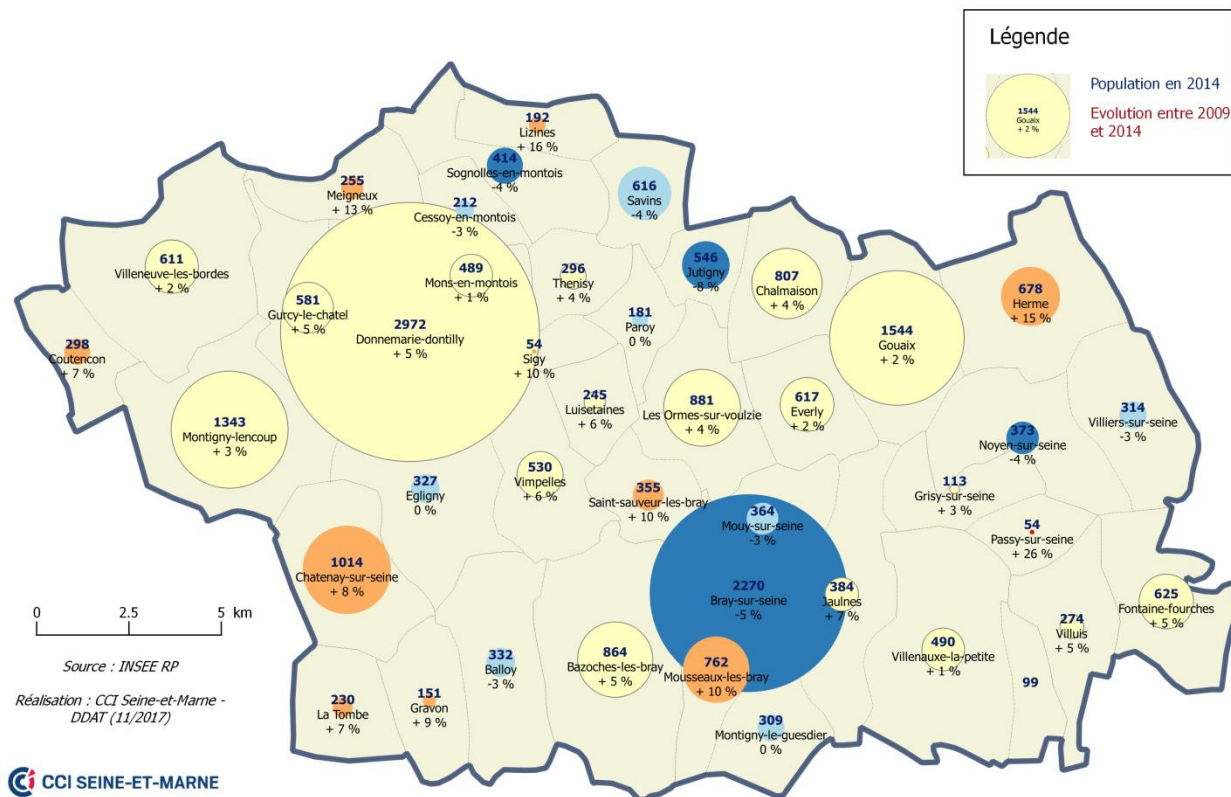 Légende
1544
Gouaix
+ 2 %
Population en 2014
Evolution entre 2009
et 2014
192
Lizines
+ 16 %
414
Sognolles-en-montois
-4 %
255
Meigneux
+ 13 %
212
Cessoy-en-montois
-3 %
616
Savins
-4 %
611
Villeneuve-les-bordes
+ 2 %
489
Mons-en-montois
+ 1 %
296
Thenisy
+ 4 %
546
Jutigny
-8 %
807
Chalmaison
+ 4 %
678
Herme
+ 15 %
581
Gurcy-le-chatel
+ 5 %
2972
Donnemarie-dontilly
+ 5 %
181
Paroy
0 %
1544
Gouaix
+ 2 %
298
Coutencon
+ 7 %
54
Sigy
+ 10 %
1343
Montigny-lencoup
+ 3 %
245
Luisetaines
+ 6 %
881
Les Ormes-sur-voulzie
+ 4 %
617
Everly
+ 2 %
314
Villiers-sur-seine
-3 %
373
Noyen-sur-seine
-4 %
327
Egligny
0 %
530
Vimpelles
+ 6 %
355
Saint-sauveur-les-bray
+ 10 %
113
Grisy-sur-seine
+ 3 %
364
Mouy-sur-seine
-3 %
54
Passy-sur-seine
+ 26 %
1014
Chatenay-sur-seine
+ 8 %
2270
Bray-sur-seine
-5 %
384
Jaulnes
+ 7 %
625
Fontaine-fourches
+ 5 %
274
Villuis
+ 5 %
490
Villenauxe-la-petite
+ 1 %
99
864
Bazoches-les-bray
+ 5 %
762
Mousseaux-les-bray
+ 10 %
332
Balloy
-3 %
230
La Tombe
+ 7 %
151
Gravon
+ 9 %
309
Montigny-le-guesdier
0 %
0 2.5 5 km
Source : INSEE RP
Réalisation : CCI Seine-et-Marne -
DDAT (11/2017)
CCI SEINE-ET-MARNE